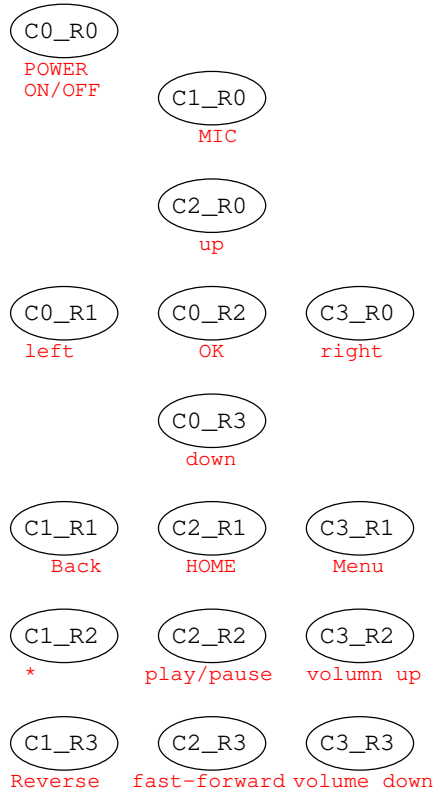 C0_R0
POWER
ON/OFF
C1_R0
MIC
C2_R0
up
C0_R1 C0_R2 C3_R0
left OK right
C0_R3
down
C1_R1 C2_R1 C3_R1
Back HOME Menu
C1_R2 C2_R2 C3_R2
* play/pause volumn up
C1_R3 C2_R3 C3_R3
Reverse fast-forward volume down